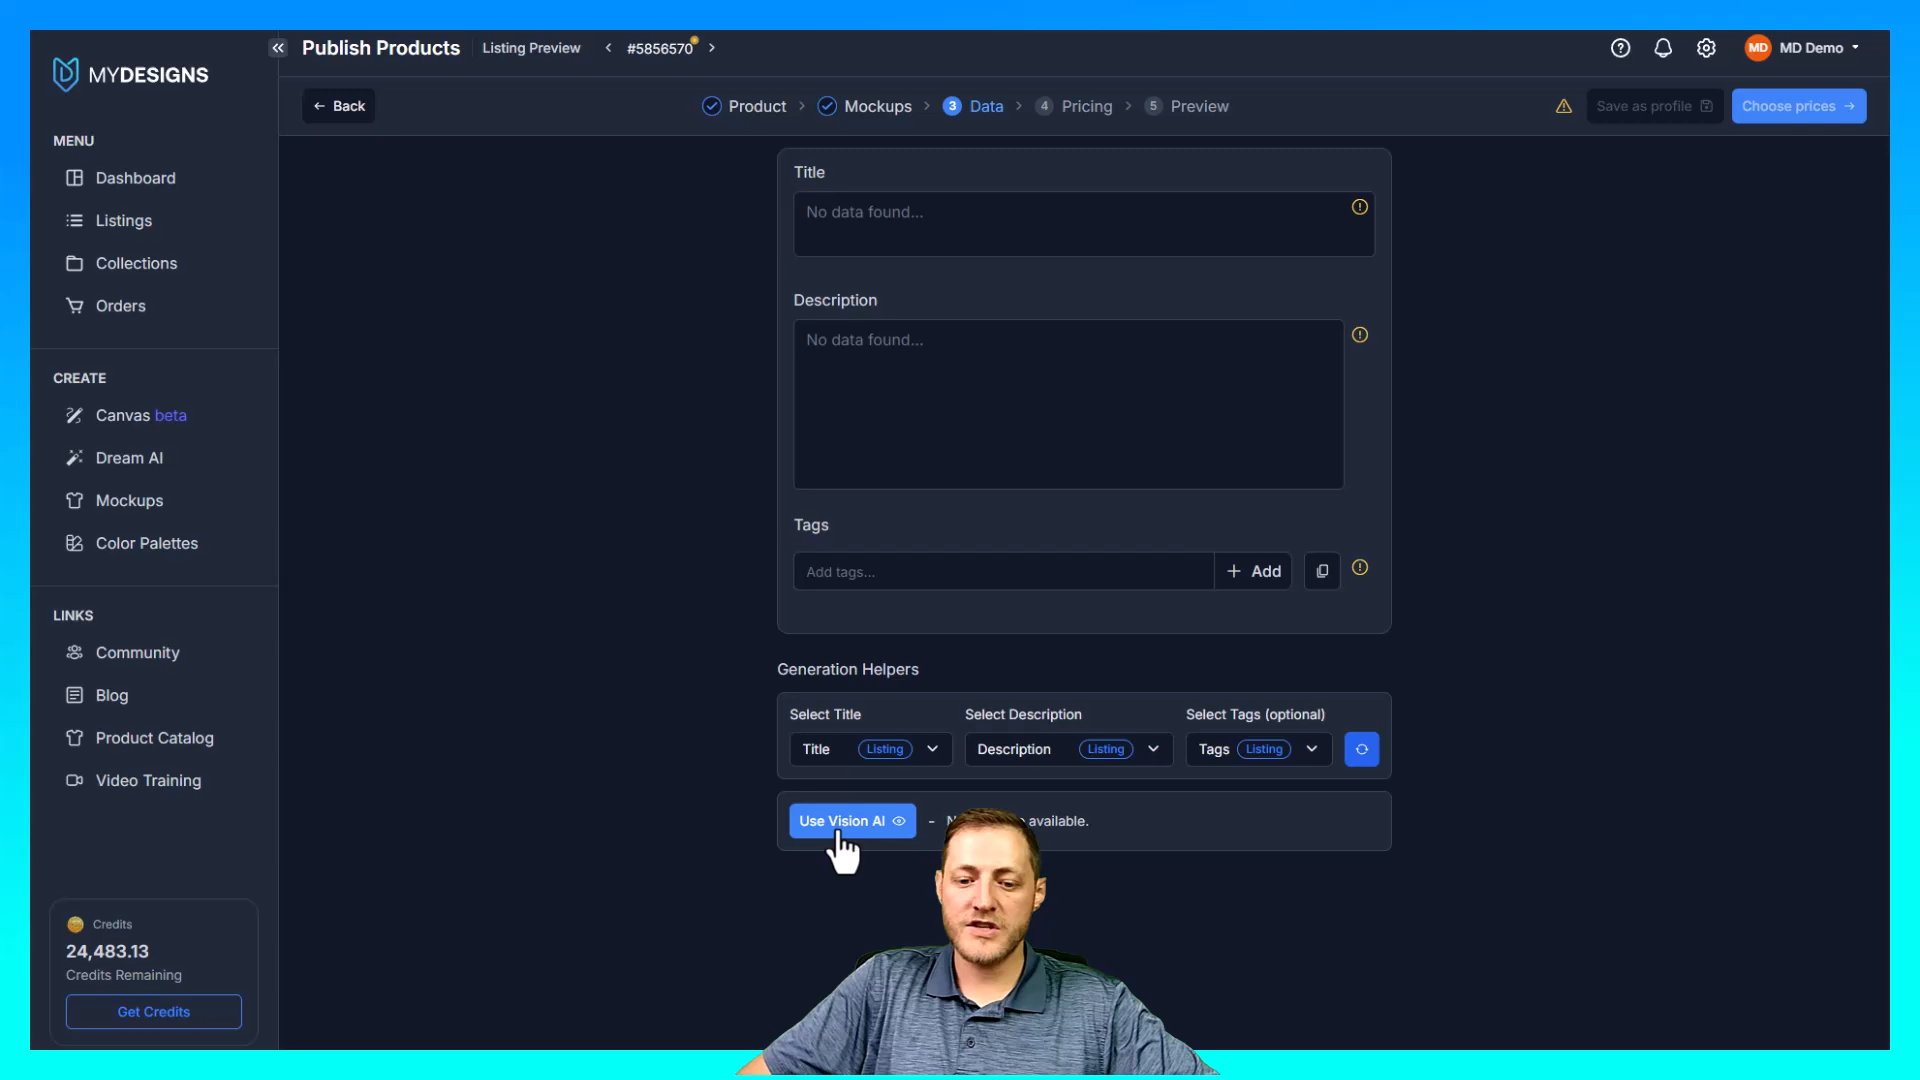 Publish Products
Listing Preview
#5856570
MD
MD Demo
MYDESIGNS
Back
Product
Mockups
3 Data
4 Pricing
5 Preview
Save as profile
Choose prices
MENU
Dashboard
Listings
Collections
Orders
CREATE
Canvas beta
Dream AI
Mockups
Color Palettes
LINKS
Community
Blog
Product Catalog
Video Training
Credits
24,483.13
Credits Remaining
Get Credits
Title
No data found...
Description
No data found...
Tags
Add tags...
+ Add
Generation Helpers
Select Title
Select Description
Select Tags (optional)
Title Listing
Description Listing
Tags Listing
Use Vision AI
- available.